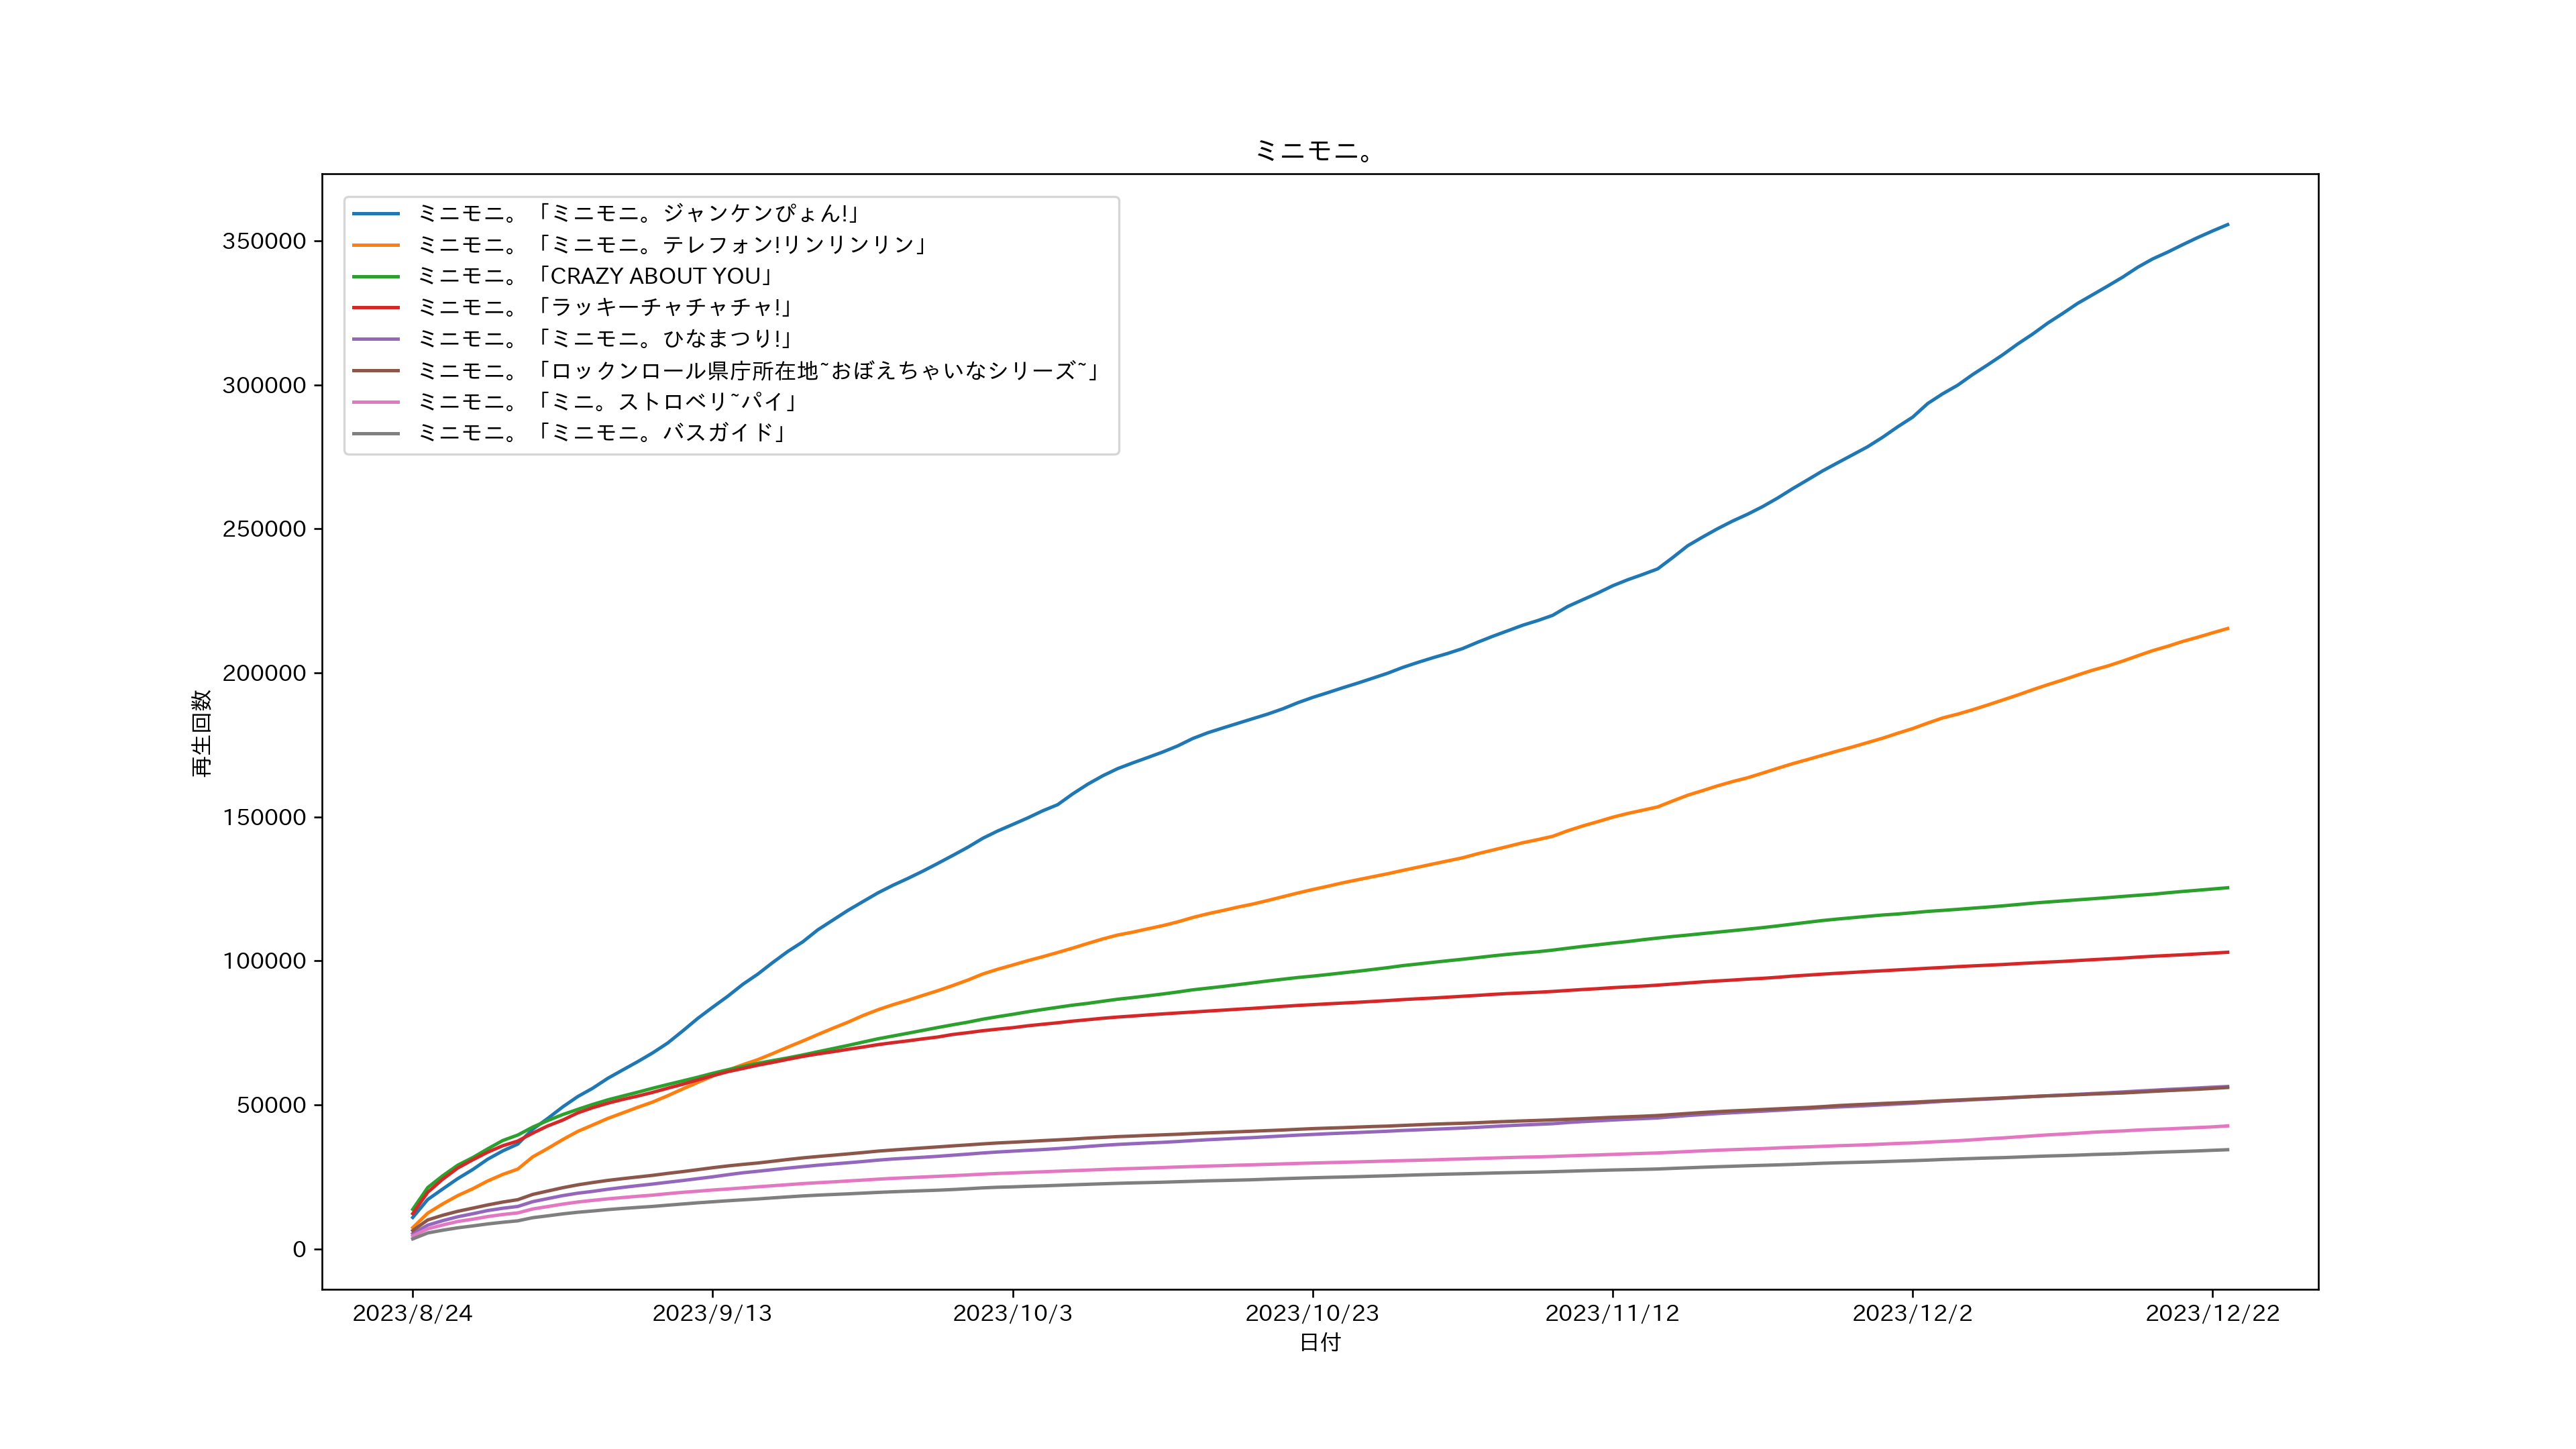 ミニモニ。
ミニモニ。「ミニモニ。ジャンケンぴょん!」
ミニモニ。「ミニモニ。テレフォン!リンリンリン」
ミニモニ。「CRAZY ABOUT YOU」
ミニモニ。「ラッキーチャチャチャ!」
ミニモニ。「ミニモニ。ひなまつり!」
ミニモニ。「ロックンロール県庁所在地~おぼえちゃいなシリーズ~」
ミニモニ。「ミニ。ストロベリ~パイ」
ミニモニ。「ミニモニ。バスガイド」
350000
300000
250000
200000
150000
100000
50000
0
再生回数
2023/8/24
2023/9/13
2023/10/3
2023/10/23
2023/11/12
2023/12/2
2023/12/22
日付